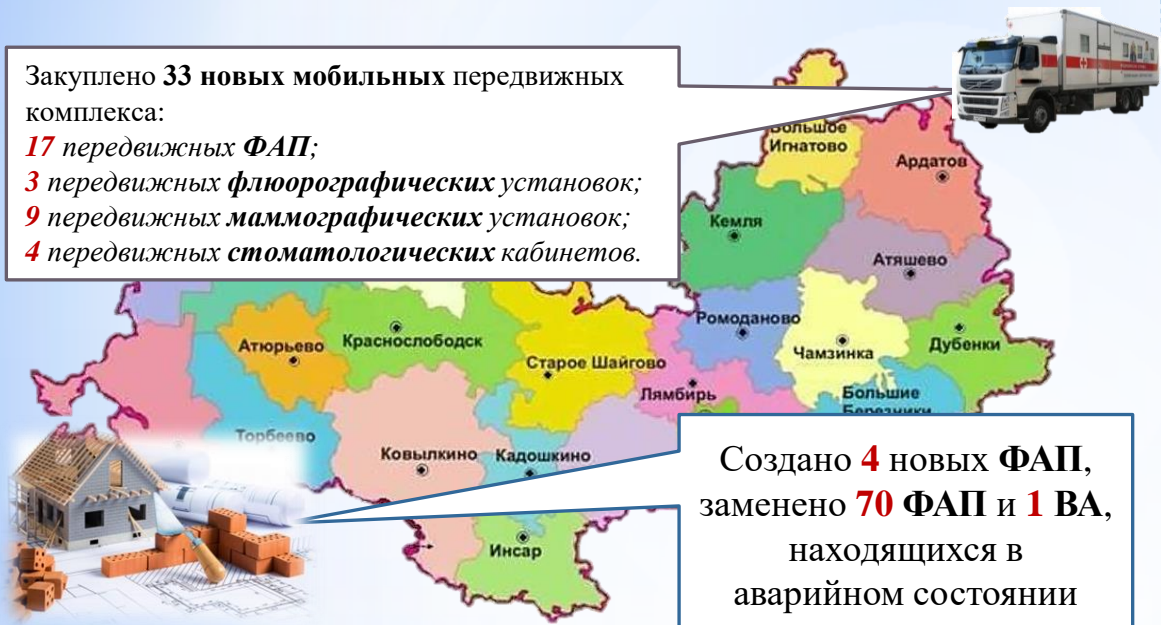 Закуплено 33 новых мобильных передвижных
комплекса:
17 передвижных ФАП;
3 передвижных флюорографических установок;
9 передвижных маммографических установок;
4 передвижных стоматологических кабинетов.
Большое
Игнатово
Ардатов
Кемля
Атяшево
Ромоданово
Чамзинка
Дубенки
Атюрьево
Краснослободск
Старое Шайгово
Лямбирь
Большие
Березники
Торбеево
Ковылкино
Кадошкино
Инсар
Создано 4 новых ФАП,
заменено 70 ФАП и 1 ВА,
находящихся в
аварийном состоянии